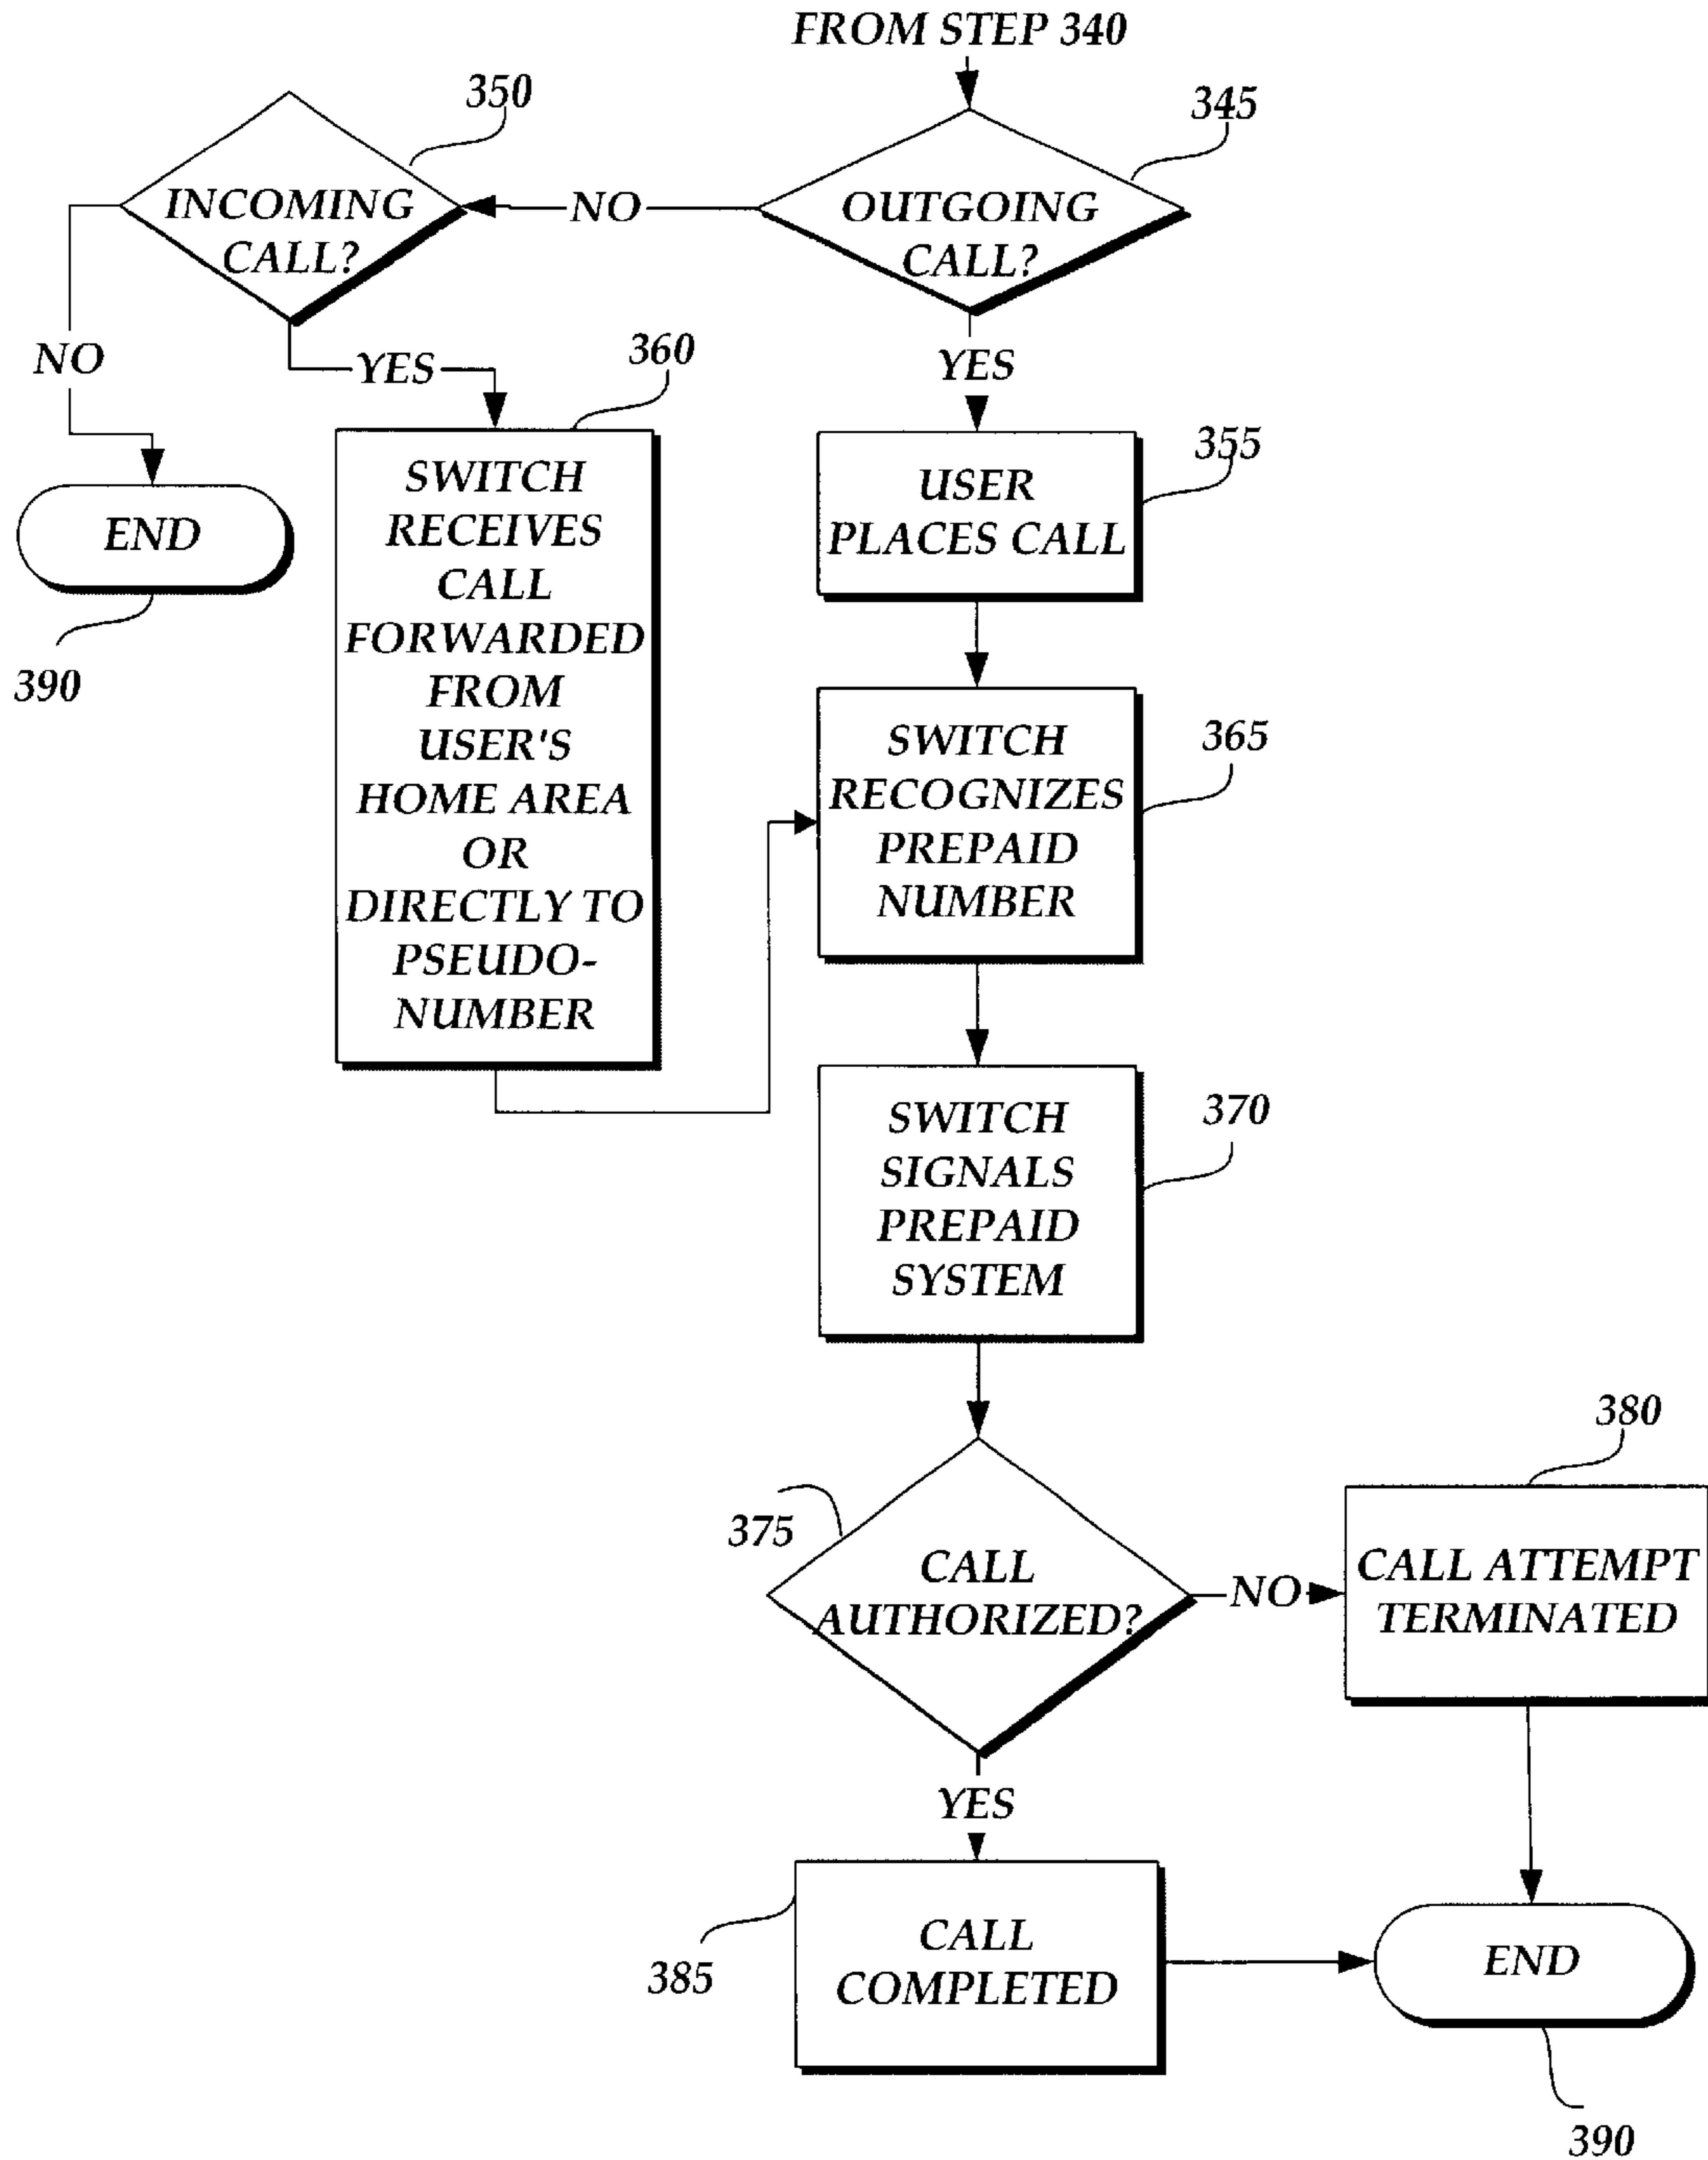 FROM STEP 340
350
345
INCOMING
CALL?
NO
OUTGOING
CALL?
NO
YES
360
YES
355
SWITCH
RECEIVES
CALL
FORWARDED
FROM
USER'S
HOME AREA
OR
DIRECTLY TO
PSEUDO-
NUMBER
USER
PLACES CALL
END
390
SWITCH
RECOGNIZES
PREPAID
NUMBER
365
SWITCH
SIGNALS
PREPAID
SYSTEM
370
375
CALL
AUTHORIZED?
NO
380
CALL ATTEMPT
TERMINATED
YES
CALL
COMPLETED
385
END
390